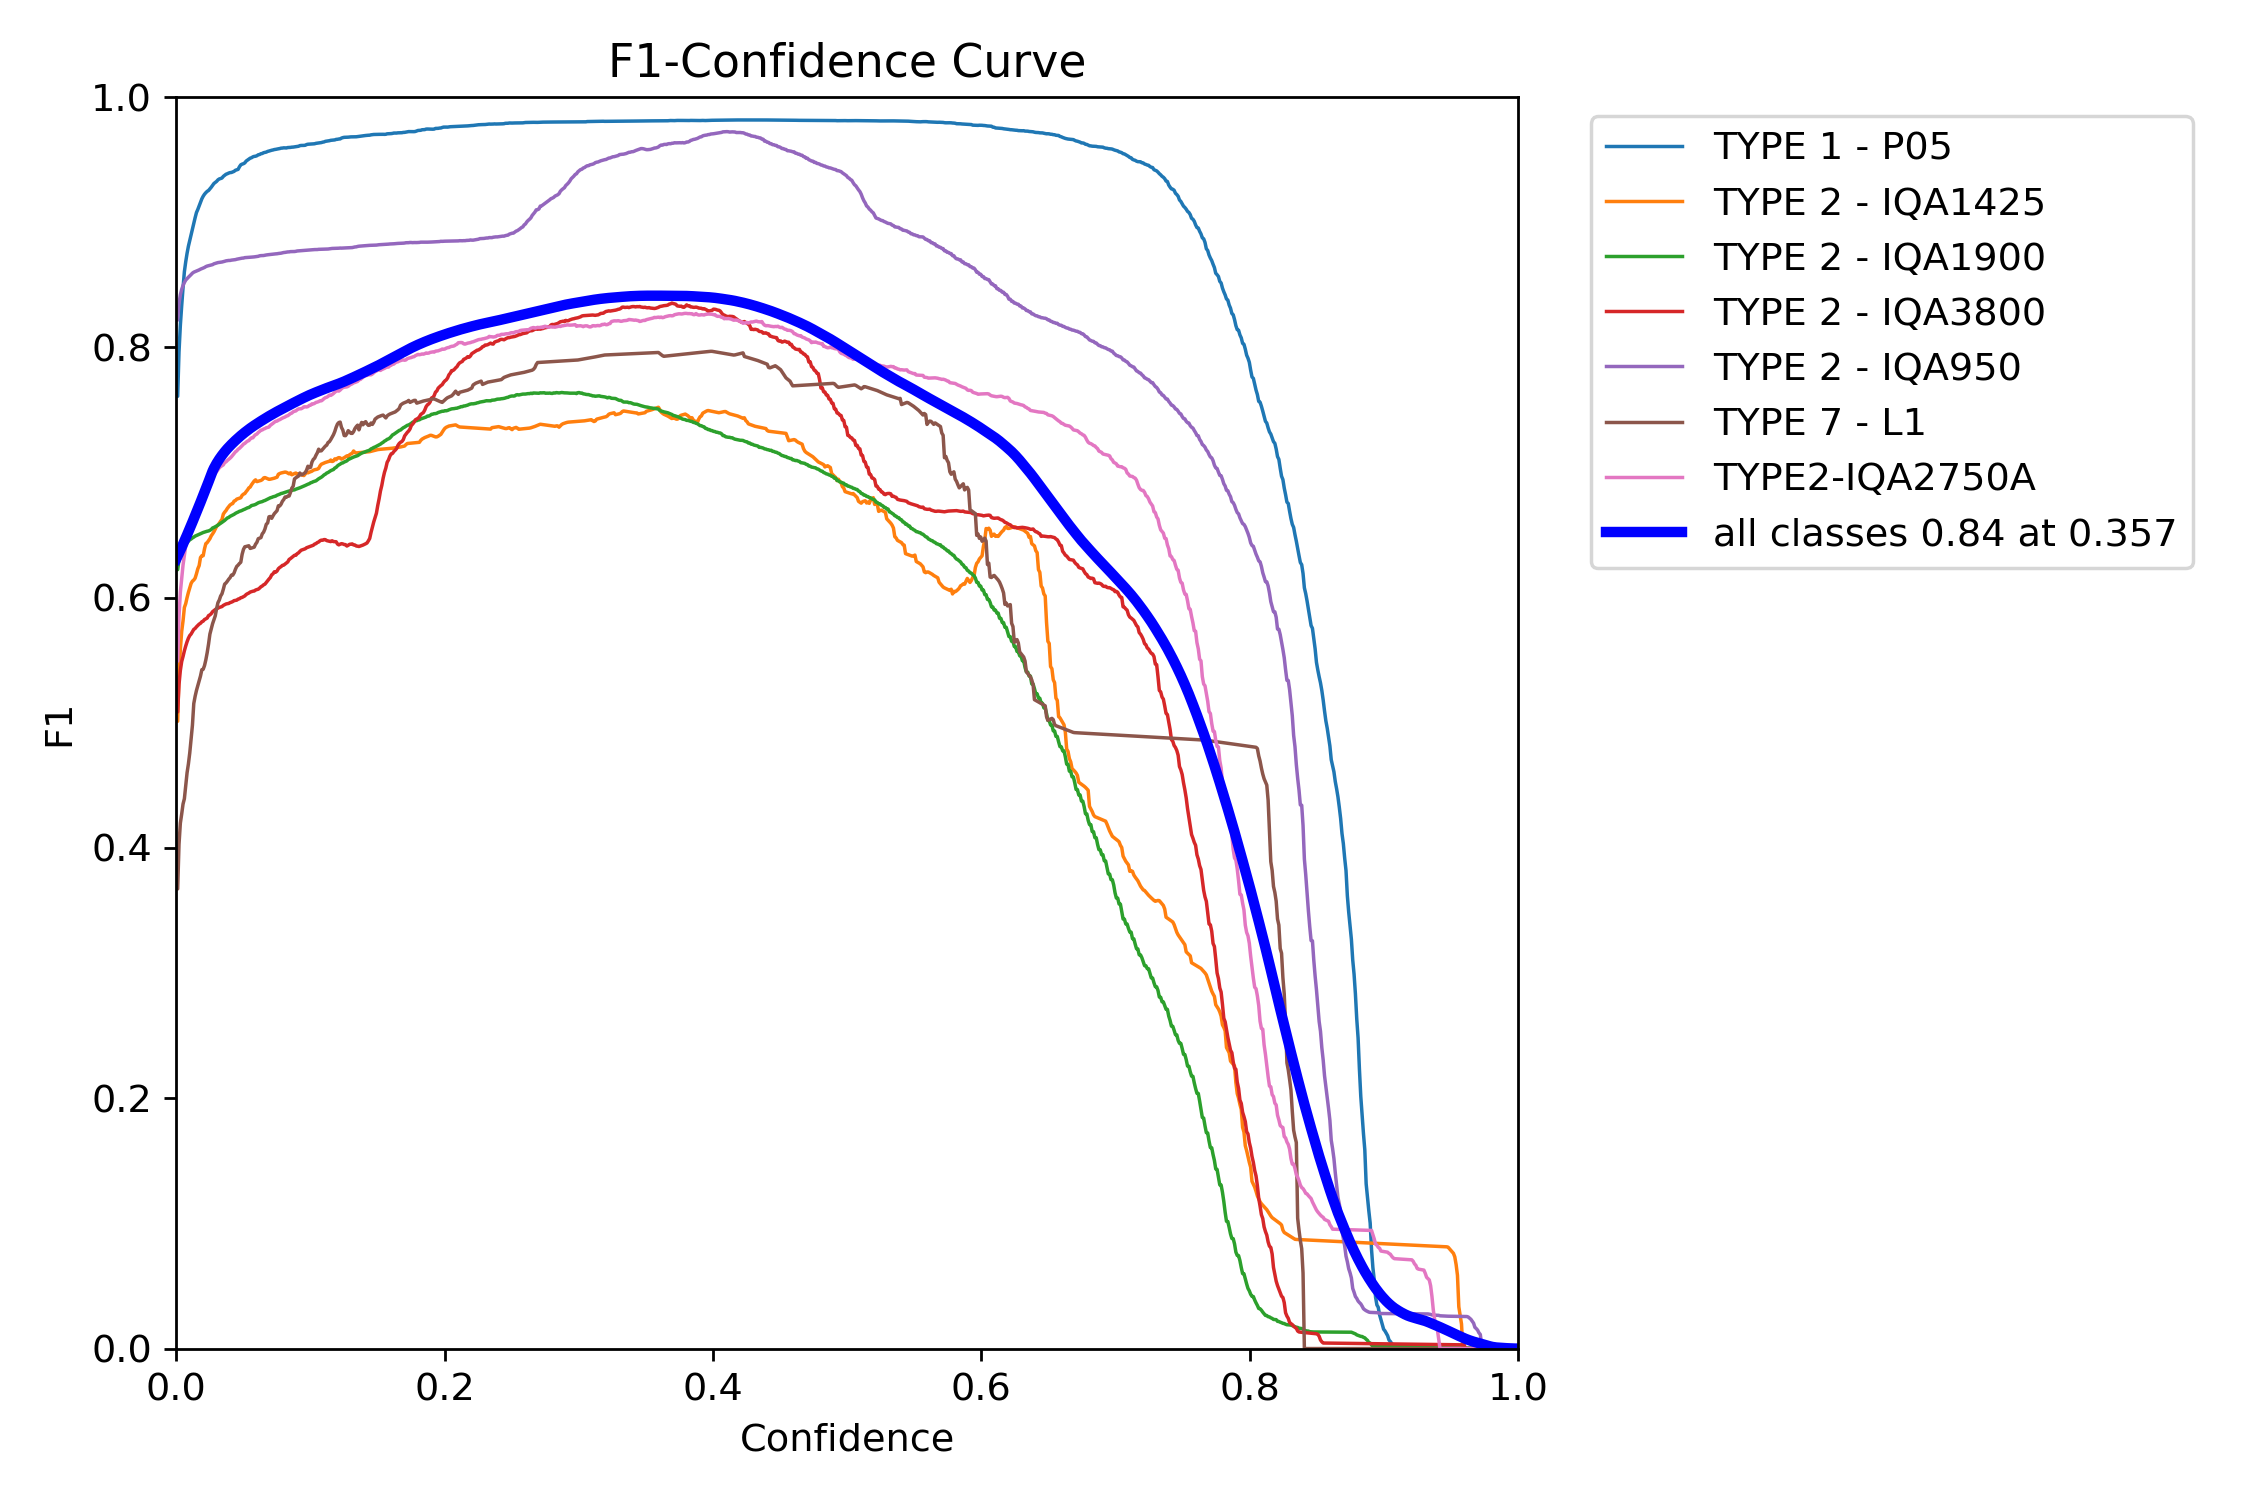 F1-Confidence Curve
1.0
0.8
0.6
0.4
0.2
0.0
F1
0.0 0.2 0.4 0.6 0.8 1.0
Confidence
TYPE 1 - P05
TYPE 2 - IQA1425
TYPE 2 - IQA1900
TYPE 2 - IQA3800
TYPE 2 - IQA950
TYPE 7 - L1
TYPE2-IQA2750A
all classes 0.84 at 0.357